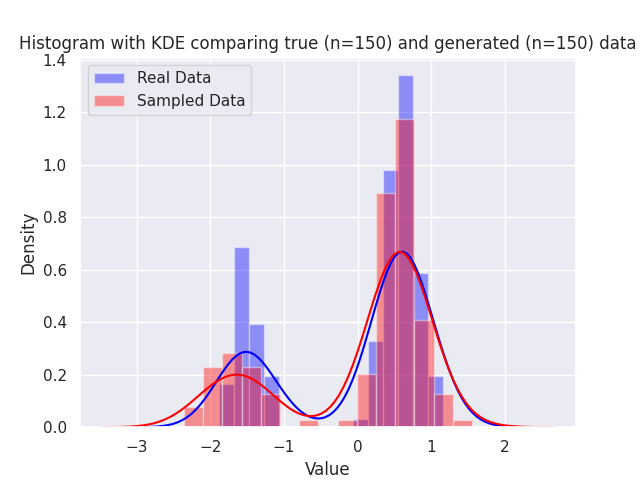 Histogram with KDE comparing true (n=150) and generated (n=150) data
Real Data
Sampled Data
Density
1.4
1.2
1.0
0.8
0.6
0.4
0.2
0.0
−3 −2 −1 0 1 2
Value